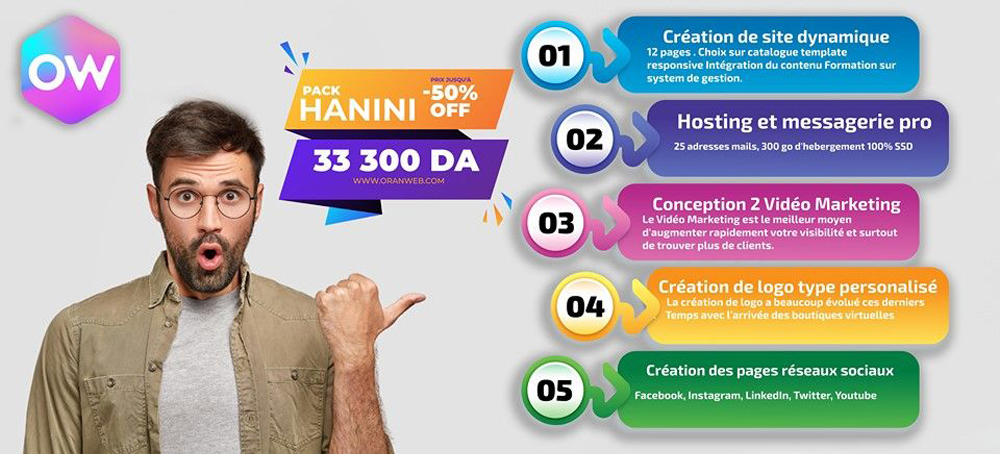 OW
PACK
HANINI
PRIX JUSQU'À
-50%
OFF
33 300 DA
WWW.ORANWEB.COM
01
Création de site dynamique
12 pages . Choix sur catalogue template
responsive Intégration du contenu Formation sur
system de gestion.
02
Hosting et messagerie pro
25 adresses mails, 300 go d'hebergement 100% SSD
03
Conception 2 Vidéo Marketing
Le Vidéo Marketing est le meilleur moyen
d'augmenter rapidement votre visibilité et surtout
de trouver plus de clients.
04
Création de logo type personalisé
La création de logo a beaucoup évolué ces derniers
Temps avec l'arrivée des boutiques virtuelles
05
Création des pages réseaux sociaux
Facebook, Instagram, LinkedIn, Twitter, Youtube